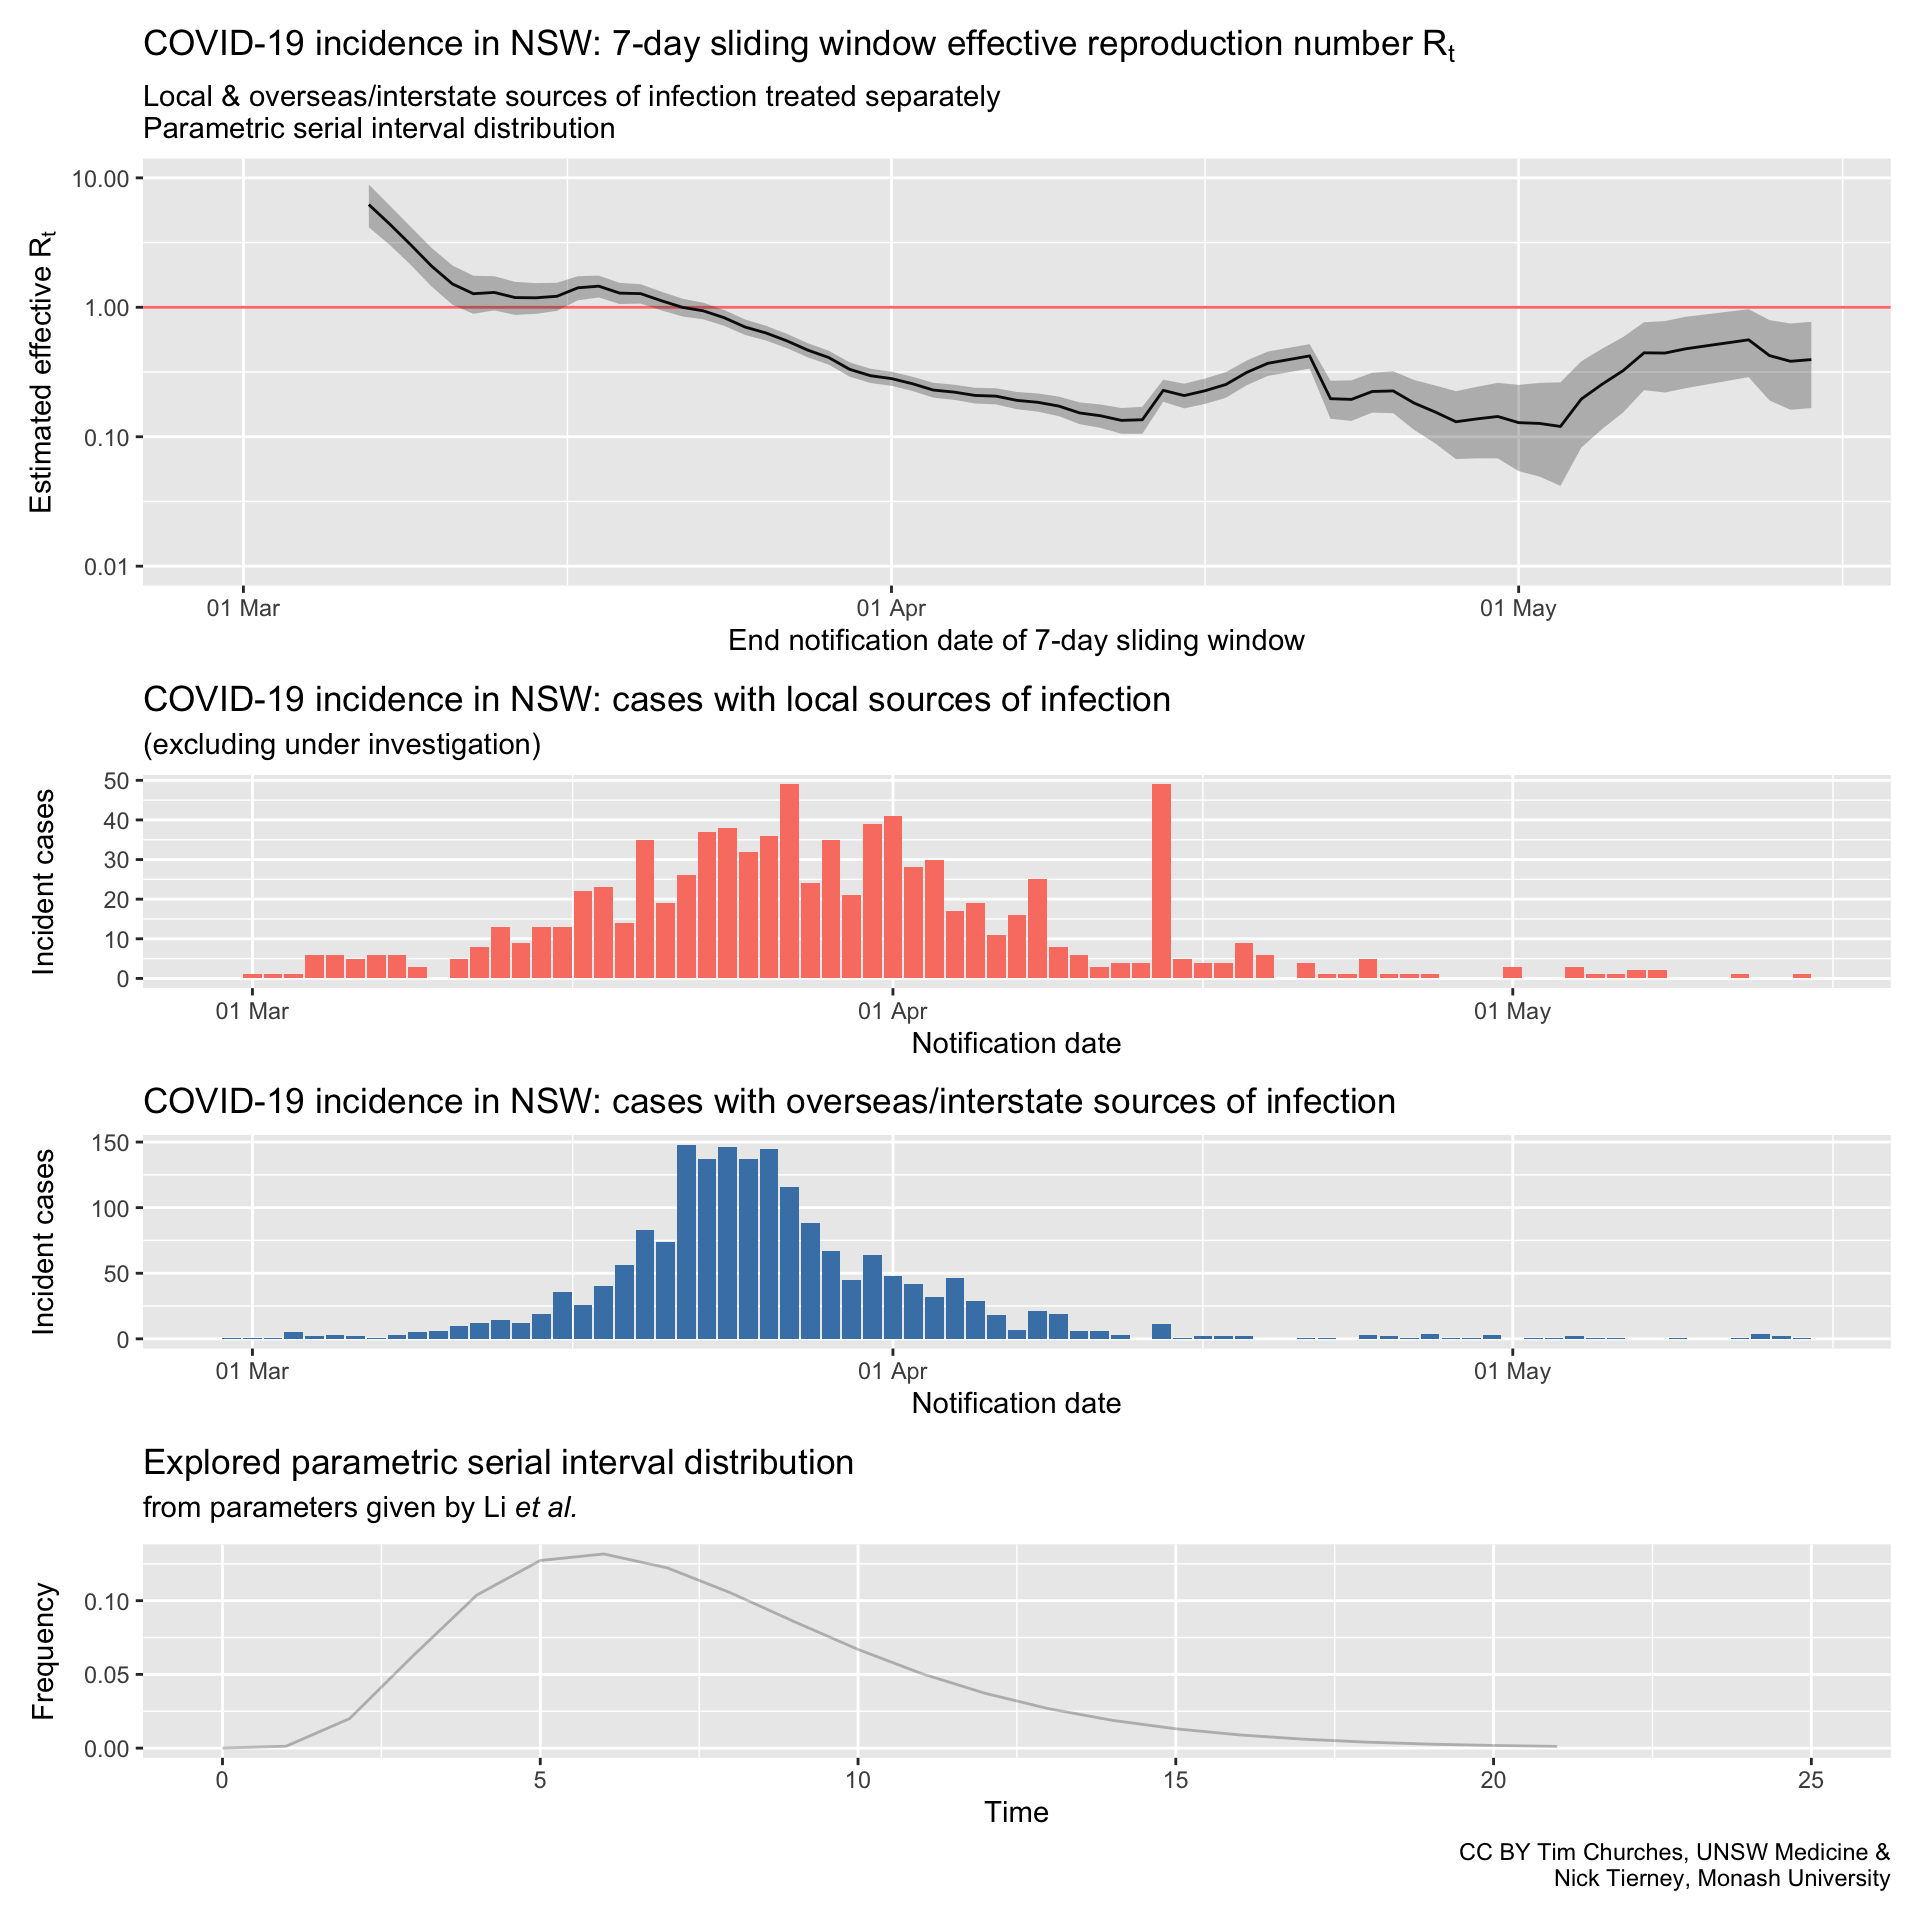 COVID-19 incidence in NSW: 7-day sliding window effective reproduction number Rt
Local & overseas/interstate sources of infection treated separately
Parametric serial interval distribution
Estimated effective Rt
10.00
1.00
0.10
0.01
01 Mar
01 Apr
01 May
End notification date of 7-day sliding window
COVID-19 incidence in NSW: cases with local sources of infection
(excluding under investigation)
Incident cases
50
40
30
20
10
0
01 Mar
01 Apr
01 May
Notification date
COVID-19 incidence in NSW: cases with overseas/interstate sources of infection
Incident cases
150
100
50
0
01 Mar
01 Apr
01 May
Notification date
Explored parametric serial interval distribution
from parameters given by Li et al.
Frequency
0.10
0.05
0.00
0
5
10
15
20
25
Time
CC BY Tim Churches, UNSW Medicine &
Nick Tierney, Monash University